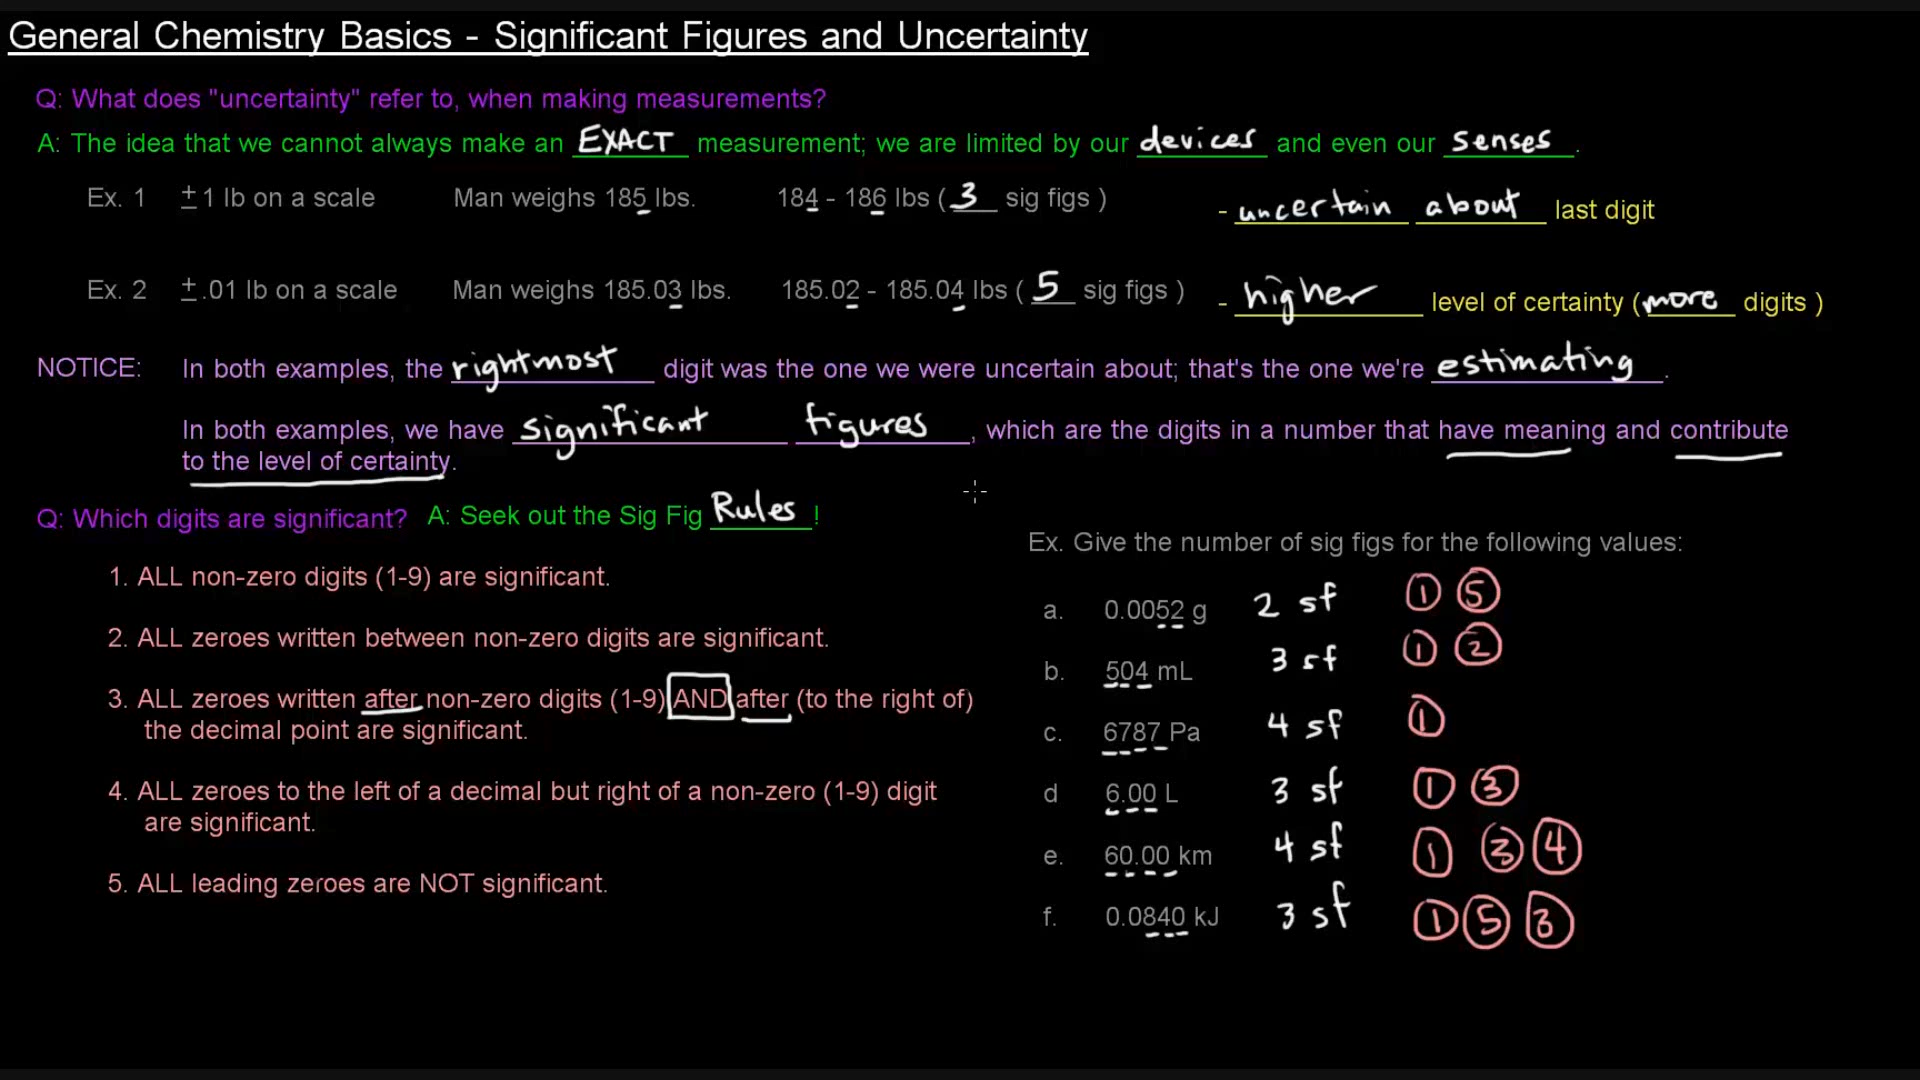 General Chemistry Basics - Significant Figures and Uncertainty
Q: What does "uncertainty" refer to, when making measurements?
A: The idea that we cannot always make an EXACT measurement; we are limited by our devices and even our senses.
Ex. 1 ±1 lb on a scale Man weighs 185 lbs. 184 - 186 lbs ( 3 sig figs ) - uncertain about last digit
Ex. 2 ±.01 lb on a scale Man weighs 185.03 lbs. 185.02 - 185.04 lbs ( 5 sig figs ) - higher level of certainty (more digits )
NOTICE: In both examples, the rightmost digit was the one we were uncertain about; that's the one we're estimating.
In both examples, we have significant figures, which are the digits in a number that have meaning and contribute
to the level of certainty.
Q: Which digits are significant? A: Seek out the Sig Fig Rules!
1. ALL non-zero digits (1-9) are significant.
2. ALL zeroes written between non-zero digits are significant.
3. ALL zeroes written after non-zero digits (1-9) AND after (to the right of)
the decimal point are significant.
4. ALL zeroes to the left of a decimal but right of a non-zero (1-9) digit
are significant.
5. ALL leading zeroes are NOT significant.
Ex. Give the number of sig figs for the following values:
a. 0.0052 g 2 sf 1 5
b. 504 mL 3 sf 1 2
c. 6787 Pa 4 sf 1
d 6.00 L 3 sf 1 3
e. 60.00 km 4 sf 1 3 4
f. 0.0840 kJ 3 sf 1 5 3